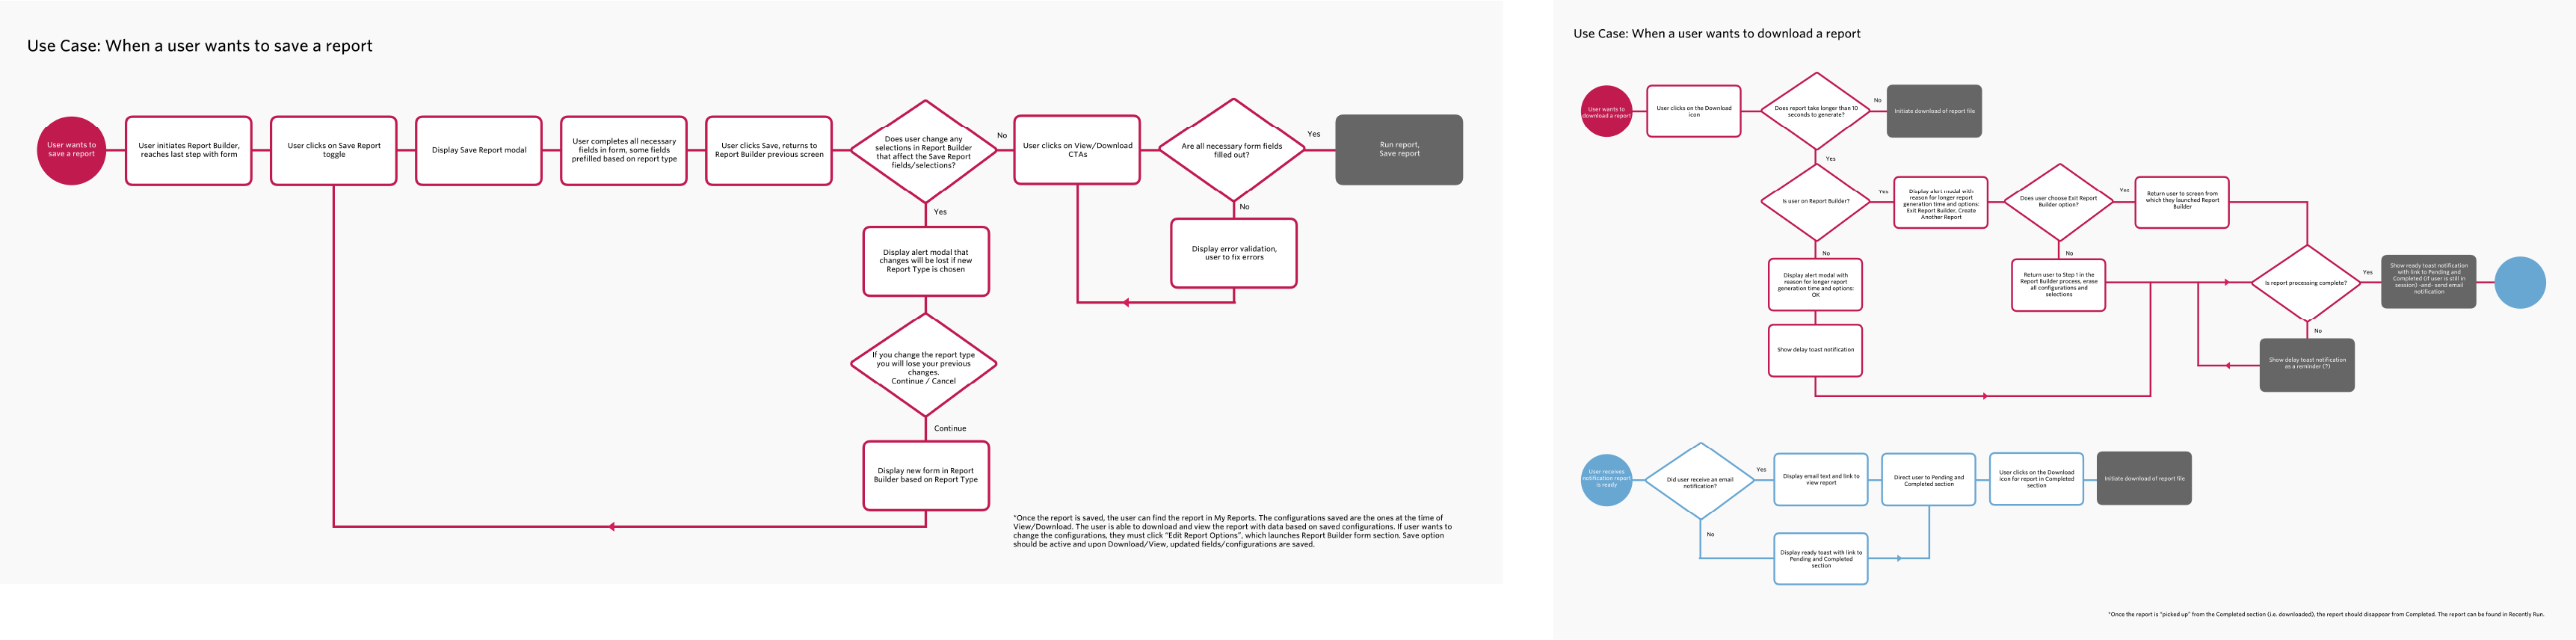 Use Case: When a user wants to save a report
User wants to
save a report
User initiates Report Builder,
reaches last step with form
User clicks on Save Report
toggle
Display Save Report modal
User completes all necessary
fields in form, some fields
prefilled based on report type
User clicks Save, returns to
Report Builder previous screen
Does user change any
selections in Report Builder
that affect the Save Report
fields/selections?
No
User clicks on View/Download
CTAs
Are all necessary form fields
filled out?
Yes
Run report,
Save report
Yes
No
Display alert modal that
changes will be lost if new
Report Type is chosen
Display error validation,
user to fix errors
If you change the report type
you will lose your previous
changes.
Continue / Cancel
Continue
Display new form in Report
Builder based on Report Type
*Once the report is saved, the user can find the report in My Reports. The configurations saved are the ones at the time of
View/Download. The user is able to download and view the report with data based on saved configurations. If user wants to
change the configurations, they must click "Edit Report Options", which launches Report Builder form section. Save option
should be active and upon Download/View, updated fields/configurations are saved.
Use Case: When a user wants to download a report
User wants to
download a report
User clicks on the Download
icon
Does report take longer than 10
seconds to generate?
No
Initiate download of report file
Yes
Is user on Report Builder?
Yes
Display alert modal with
reason for longer report
generation time and options:
Exit Report Builder, Create
Another Report
Does user choose Exit Report
Builder option?
Yes
Return user to screen from
which they launched Report
Builder
No
No
Display alert modal with
reason for longer report
generation time and options:
OK
Return user to Step 1 in the
Report Builder process, erase
all configurations and
selections
Is report processing complete?
Yes
Show ready toast notification
with link to Pending and
Completed (if user is still in
session) -and- send email
notification
Show delay toast notification
No
Show delay toast notification
as a reminder (?)
User receives
notification report
is ready
Did user receive an email
notification?
Yes
Display email text and link to
view report
Direct user to Pending and
Completed section
User clicks on the Download
icon for report in Completed
section
Initiate download of report file
No
Display ready toast with link to
Pending and Completed
section
*Once the report is "picked up" from the Completed section (i.e. downloaded), the report should disappear from Completed. The report can be found in Recently Run.